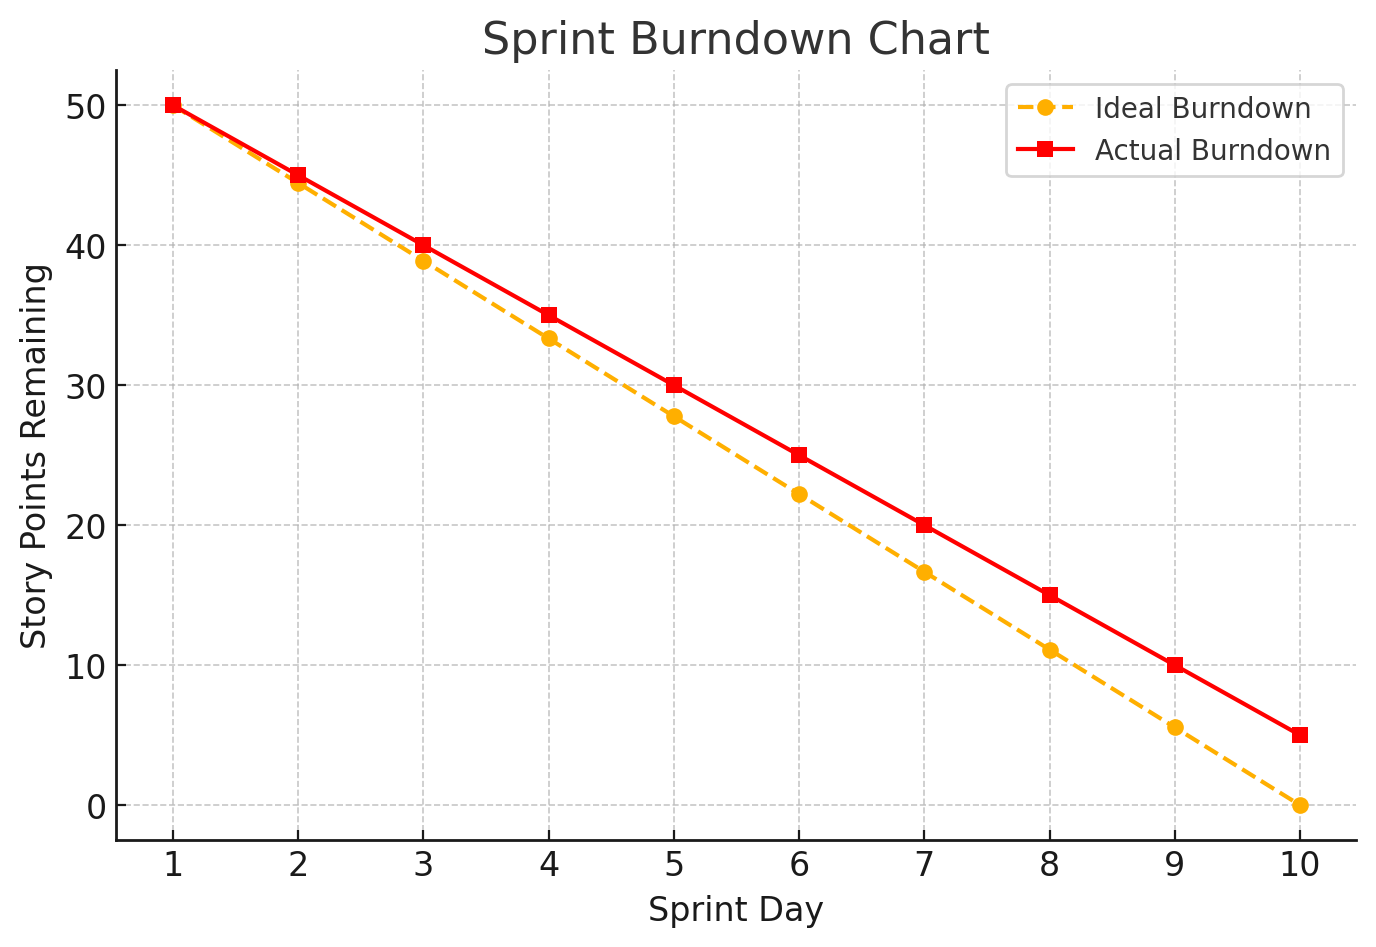 Sprint Burndown Chart
Ideal Burndown
Actual Burndown
Story Points Remaining
50
40
30
20
10
0
1 2 3 4 5 6 7 8 9 10
Sprint Day